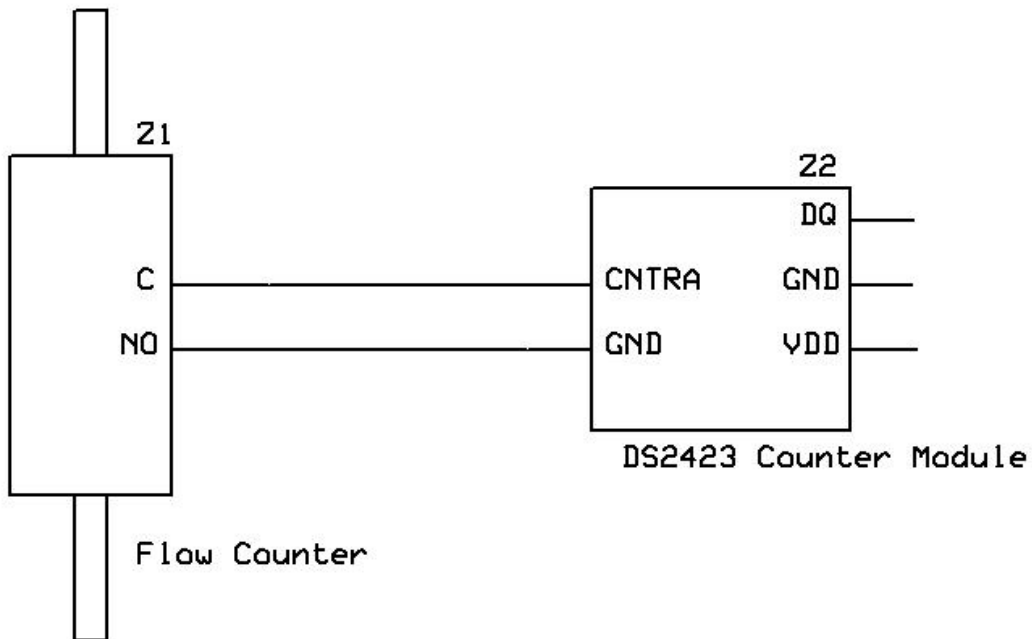 Z1
Z2
DQ
C
CNTRA
GND
NO
GND
VDD
DS2423 Counter Module
Flow Counter